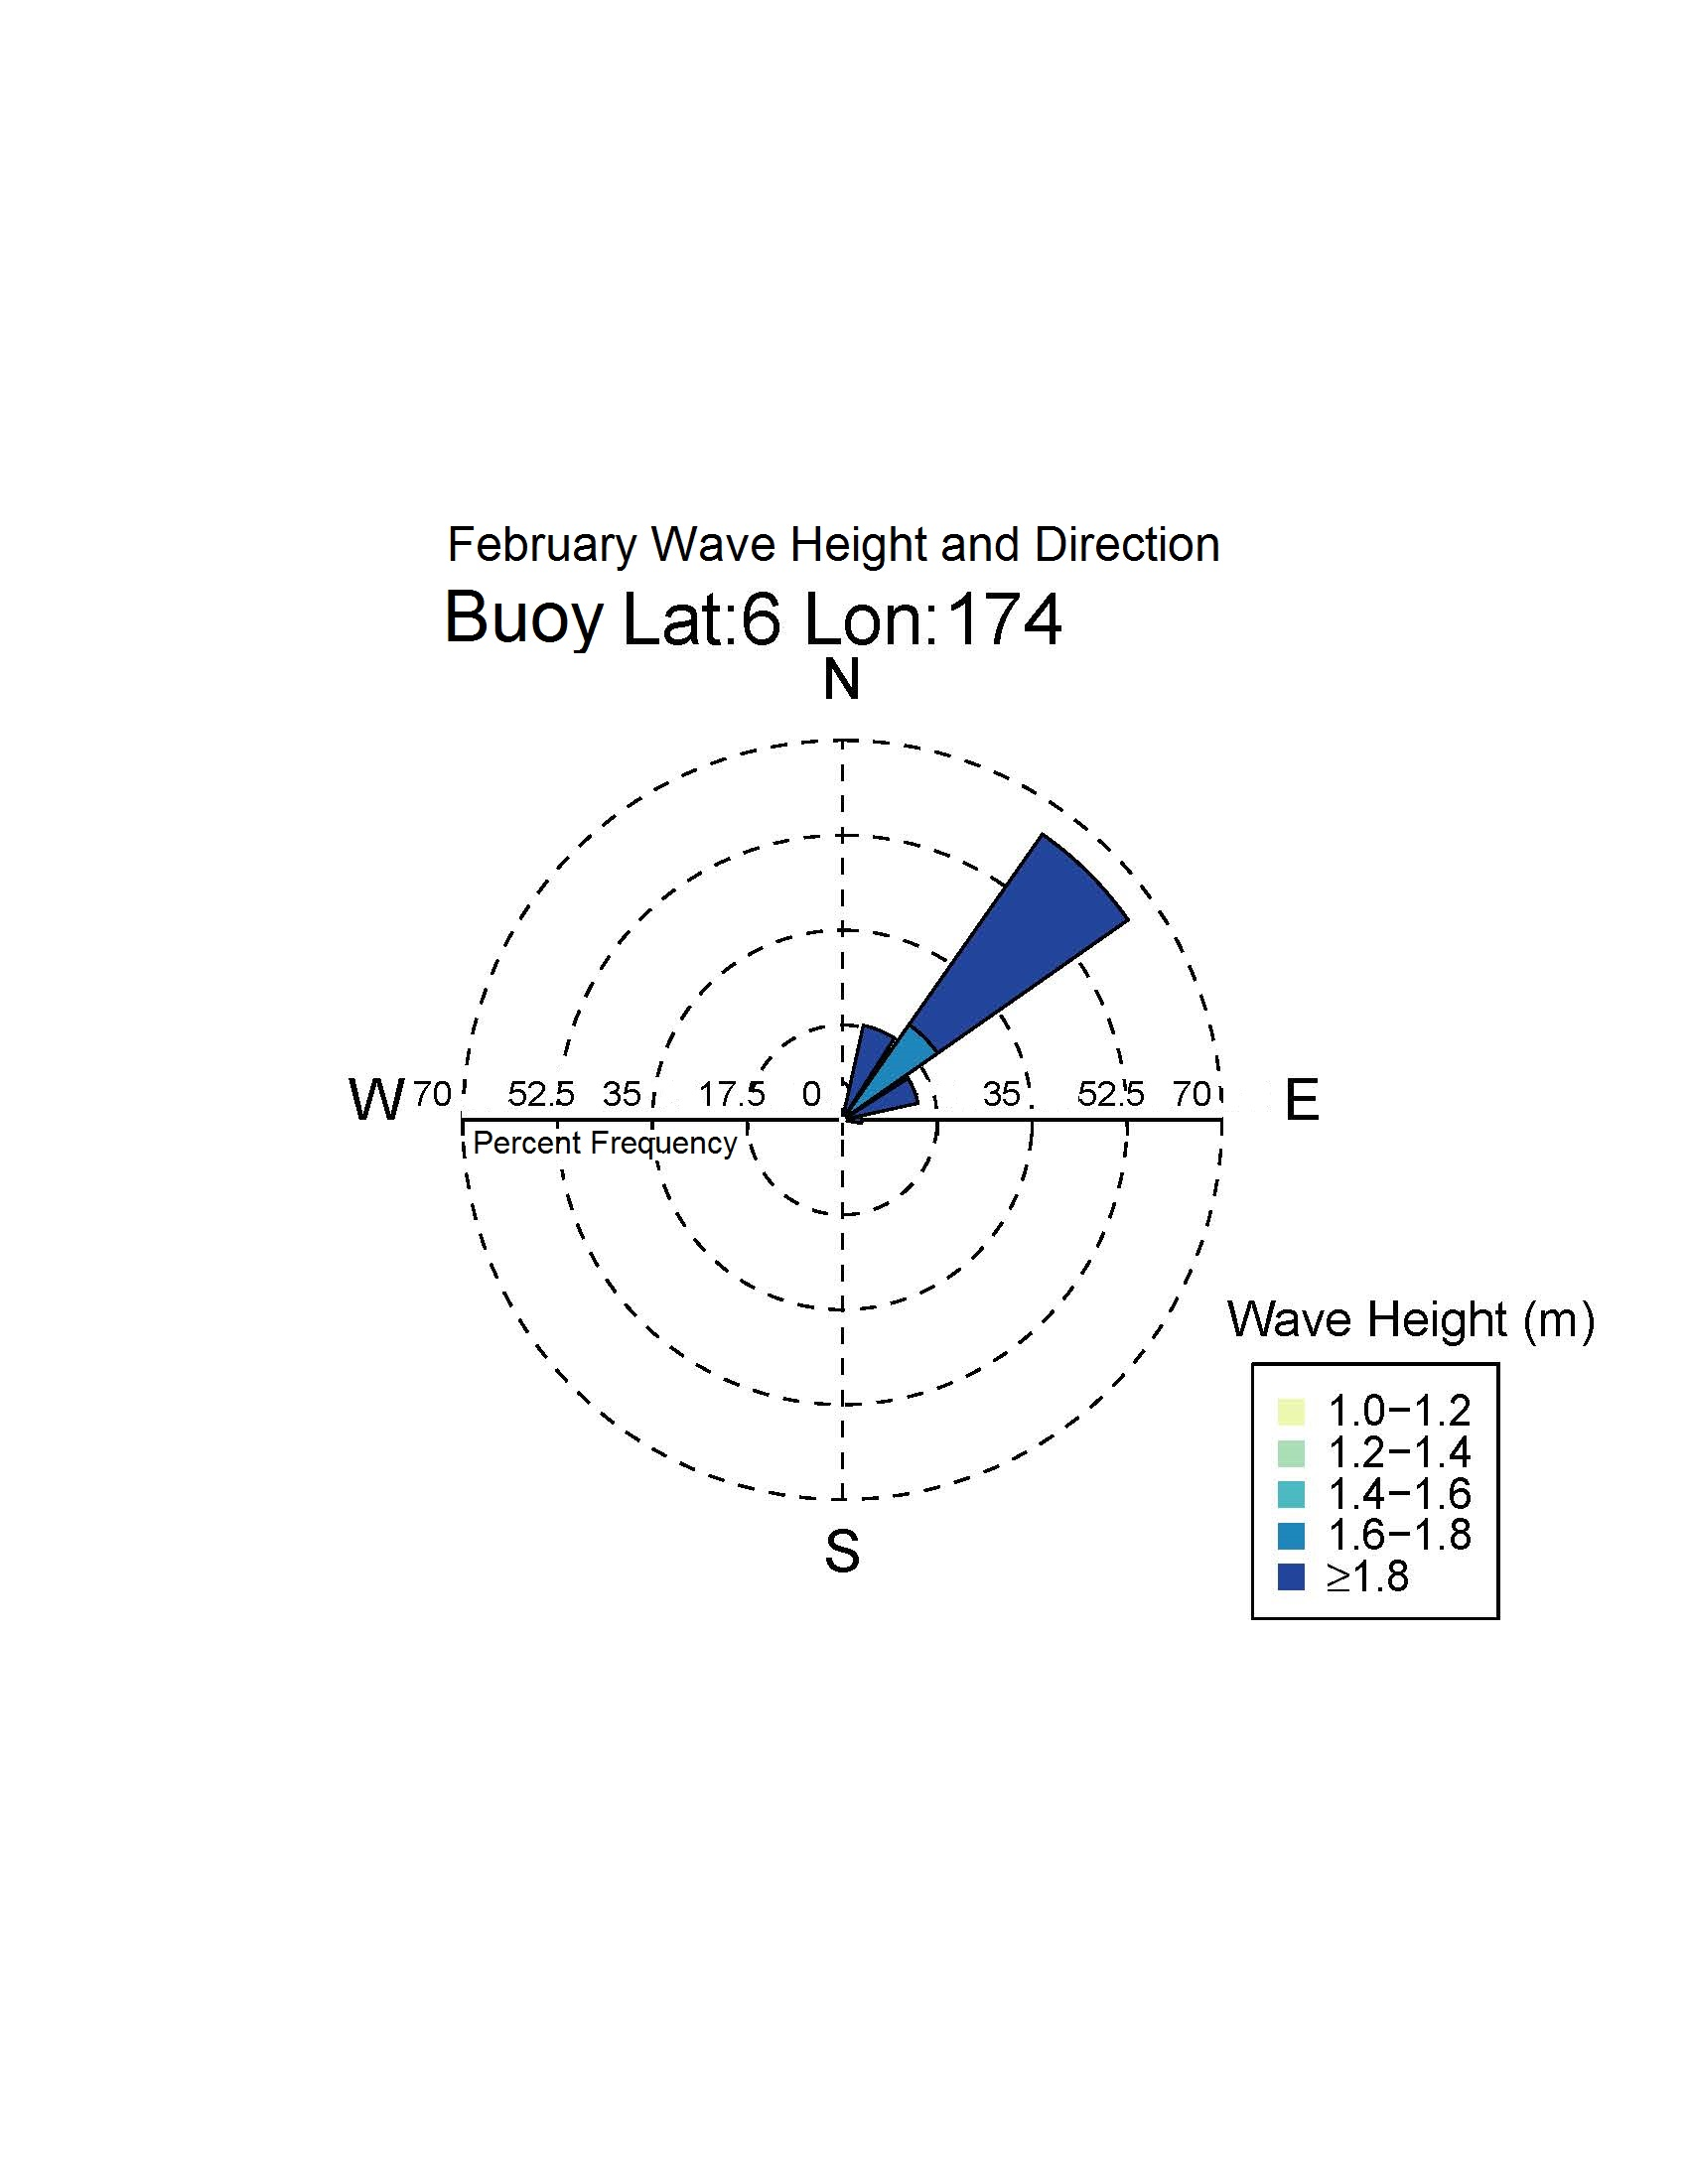 February Wave Height and Direction
Buoy Lat:6 Lon:174
N
W 70 52.5 35 17.5 0 35 52.5 70 E
Percent Frequency
S
Wave Height (m)
1.0−1.2
1.2−1.4
1.4−1.6
1.6−1.8
≥1.8